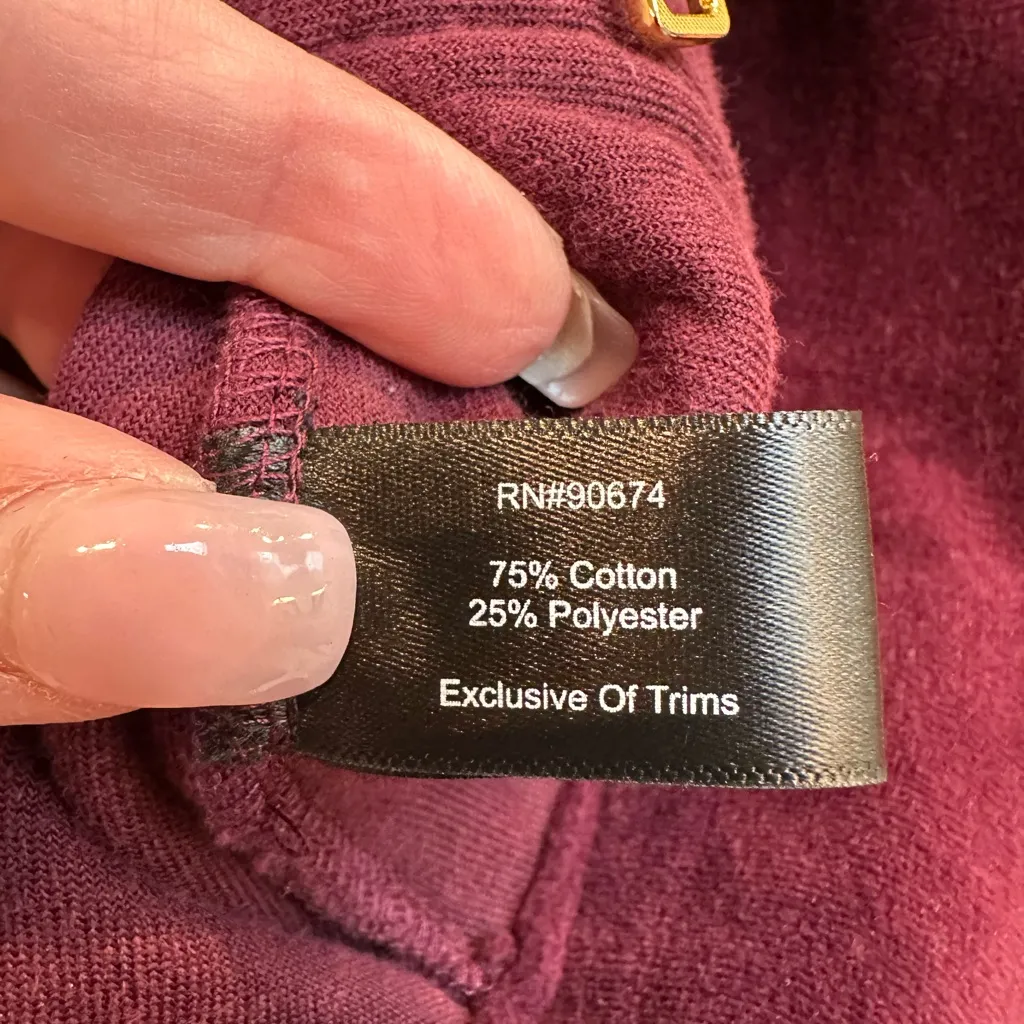 RN#90674
75% Cotton
25% Polyester
Exclusive Of Trims